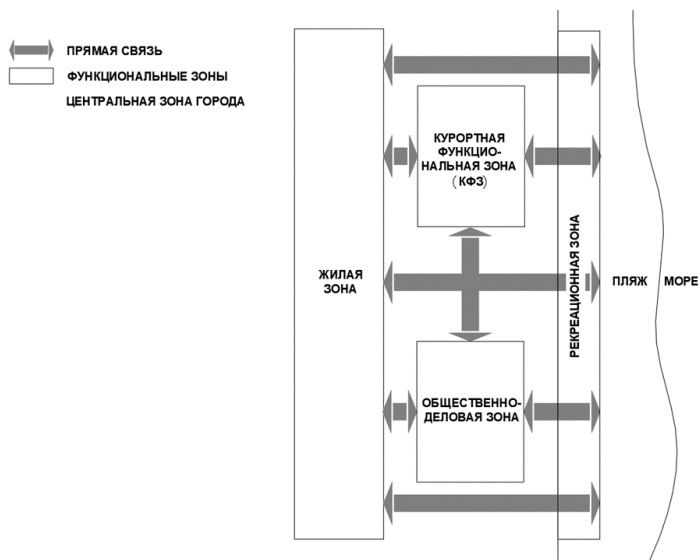 ПРЯМАЯ СВЯЗЬ
ФУНКЦИОНАЛЬНЫЕ ЗОНЫ
ЦЕНТРАЛЬНАЯ ЗОНА ГОРОДА
КУРОРТНАЯ
ФУНКЦИО-
НАЛЬНАЯ ЗОНА
(КФЗ)
ЖИЛАЯ
ЗОНА
РЕКРЕАЦИОННАЯ ЗОНА
ПЛЯЖ
МОРЕ
ОБЩЕСТВЕННО-
ДЕЛОВАЯ ЗОНА